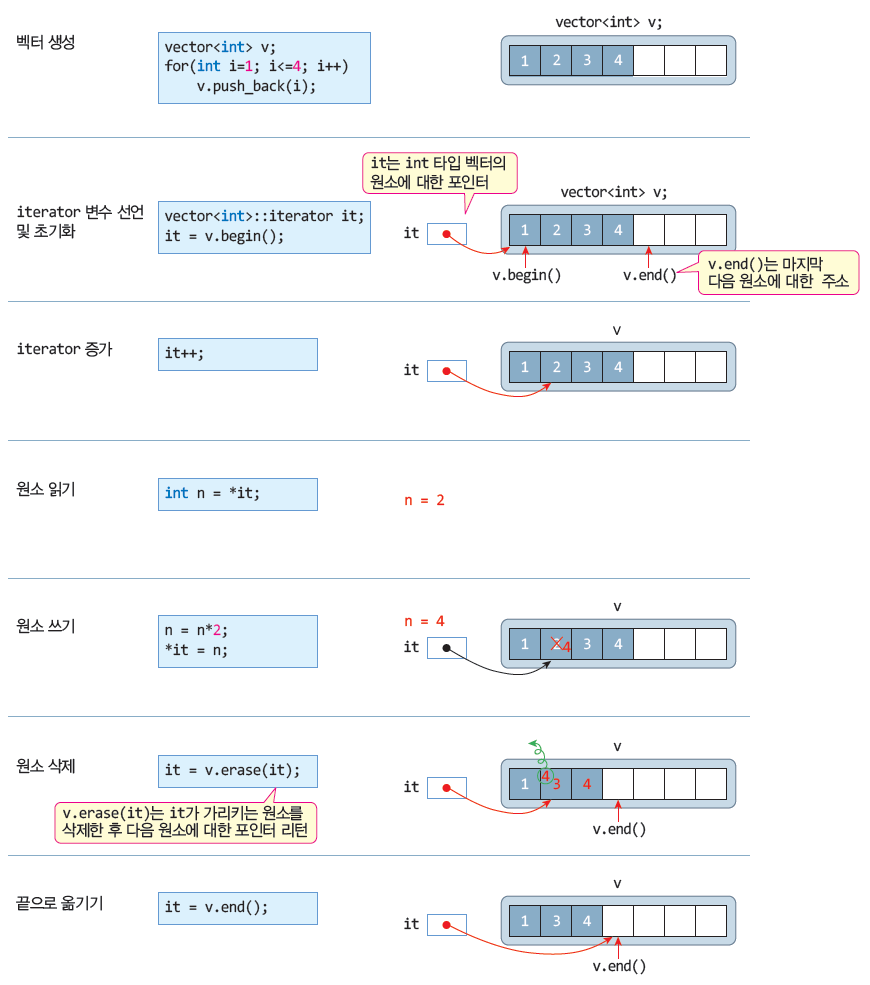 vector<int> v;
벡터 생성
vector<int> v;
for(int i=1; i<=4; i++)
v.push_back(i);
1 2 3 4
it는 int 타입 벡터의
원소에 대한 포인터
vector<int> v;
iterator 변수 선언
및 초기화
vector<int>::iterator it;
it = v.begin();
it
1 2 3 4
v.begin()
v.end()
v.end()는 마지막
다음 원소에 대한 주소
v
iterator 증가
it++;
it
1 2 3 4
원소 읽기
int n = *it;
n = 2
v
원소 쓰기
n = n*2;
*it = n;
n = 4
it
1 2 4 3 4
v
원소 삭제
it = v.erase(it);
it
1 4 3 4
v.end()
v.erase(it)는 it가 가리키는 원소를
삭제한 후 다음 원소에 대한 포인터 리턴
v
끝으로 옮기기
it = v.end();
it
1 3 4
v.end()